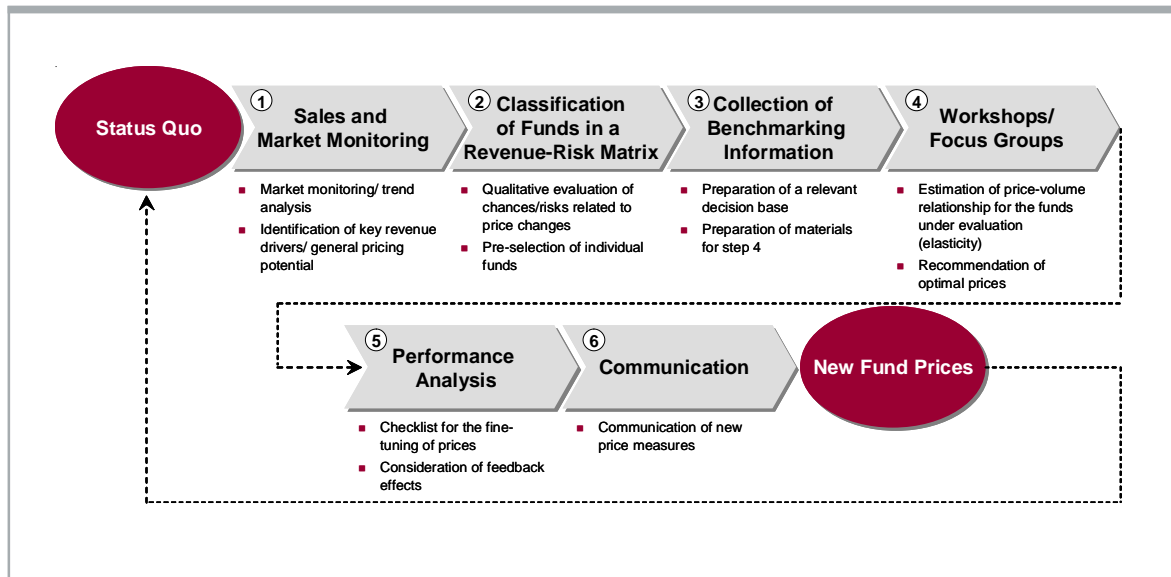 Status Quo
1
Sales and
Market Monitoring
■ Market monitoring/ trend
analysis
■ Identification of key revenue
drivers/ general pricing
potential
2
Classification
of Funds in a
Revenue-Risk Matrix
■ Qualitative evaluation of
chances/risks related to
price changes
■ Pre-selection of individual
funds
3
Collection of
Benchmarking
Information
■ Preparation of a relevant
decision base
■ Preparation of materials
for step 4
4
Workshops/
Focus Groups
■ Estimation of price-volume
relationship for the funds
under evaluation
(elasticity)
■ Recommendation of
optimal prices
5
Performance
Analysis
■ Checklist for the fine-
tuning of prices
■ Consideration of feedback
effects
6
Communication
■ Communication of new
price measures
New Fund Prices